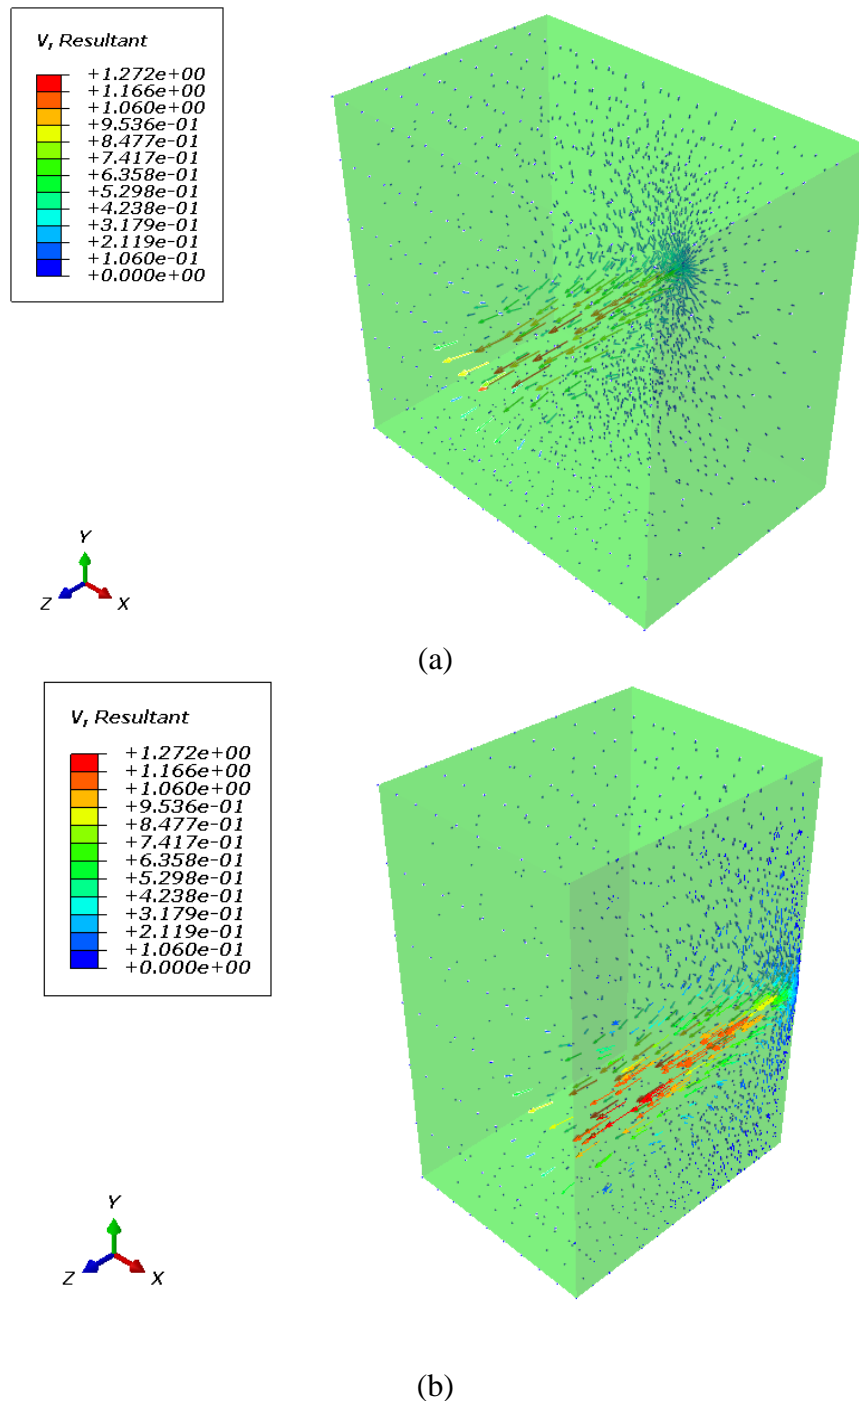 V, Resultant
+1.272e+00
+1.166e+00
+1.060e+00
+9.536e-01
+8.477e-01
+7.417e-01
+6.358e-01
+5.298e-01
+4.238e-01
+3.179e-01
+2.119e-01
+1.060e-01
+0.000e+00
Y
Z X
(a)
V, Resultant
+1.272e+00
+1.166e+00
+1.060e+00
+9.536e-01
+8.477e-01
+7.417e-01
+6.358e-01
+5.298e-01
+4.238e-01
+3.179e-01
+2.119e-01
+1.060e-01
+0.000e+00
Y
Z X
(b)